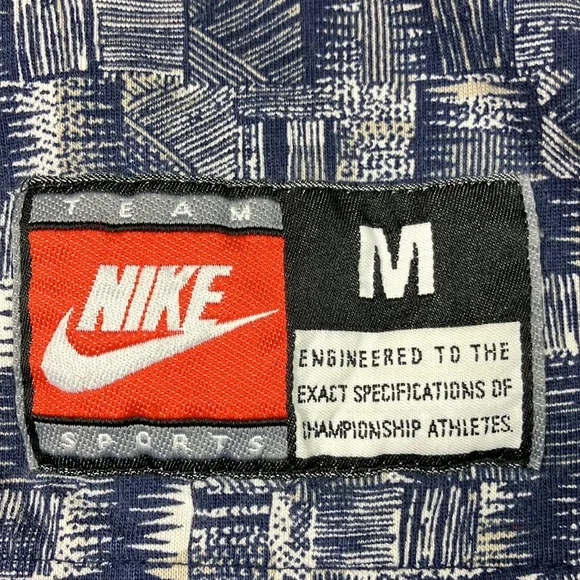 TEAM
NIKE
SPORTS
M
ENGINEERED TO THE
EXACT SPECIFICATIONS OF
CHAMPIONSHIP ATHLETES.